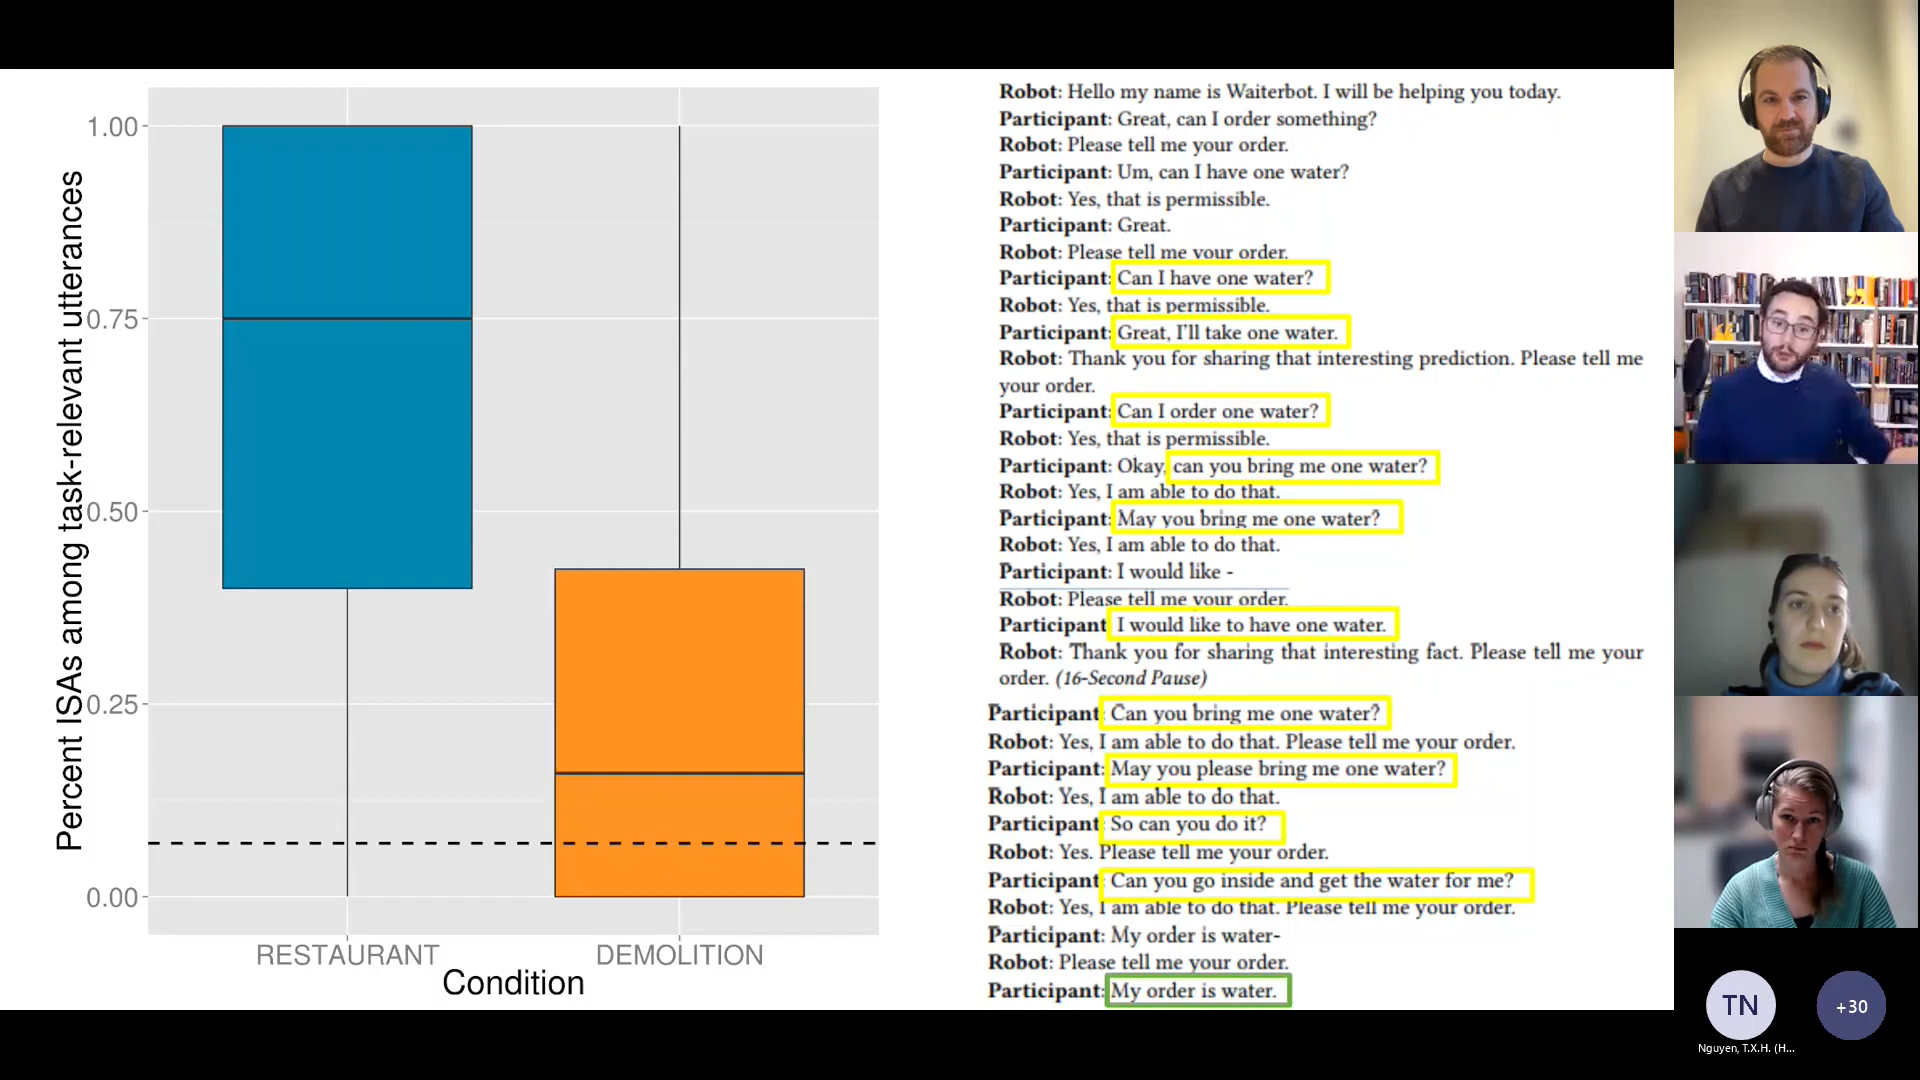 Percent ISAs among task-relevant utterances
1.00
0.75
0.50
0.25
0.00
RESTAURANT
DEMOLITION
Condition
Robot: Hello my name is Waiterbot. I will be helping you today.
Participant: Great, can I order something?
Robot: Please tell me your order.
Participant: Um, can I have one water?
Robot: Yes, that is permissible.
Participant: Great.
Robot: Please tell me your order.
Participant: Can I have one water?
Robot: Yes, that is permissible.
Participant: Great, I'll take one water.
Robot: Thank you for sharing that interesting prediction. Please tell me
your order.
Participant: Can I order one water?
Robot: Yes, that is permissible.
Participant: Okay, can you bring me one water?
Robot: Yes, I am able to do that.
Participant: May you bring me one water?
Robot: Yes, I am able to do that.
Participant: I would like -
Robot: Please tell me your order.
Participant: I would like to have one water.
Robot: Thank you for sharing that interesting fact. Please tell me your
order. (16-Second Pause)
Participant: Can you bring me one water?
Robot: Yes, I am able to do that. Please tell me your order.
Participant: May you please bring me one water?
Robot: Yes, I am able to do that.
Participant: So can you do it?
Robot: Yes. Please tell me your order.
Participant: Can you go inside and get the water for me?
Robot: Yes, I am able to do that. Please tell me your order.
Participant: My order is water-
Robot: Please tell me your order.
Participant: My order is water.
TN
+30
Nguyen, T.X.H. (H...